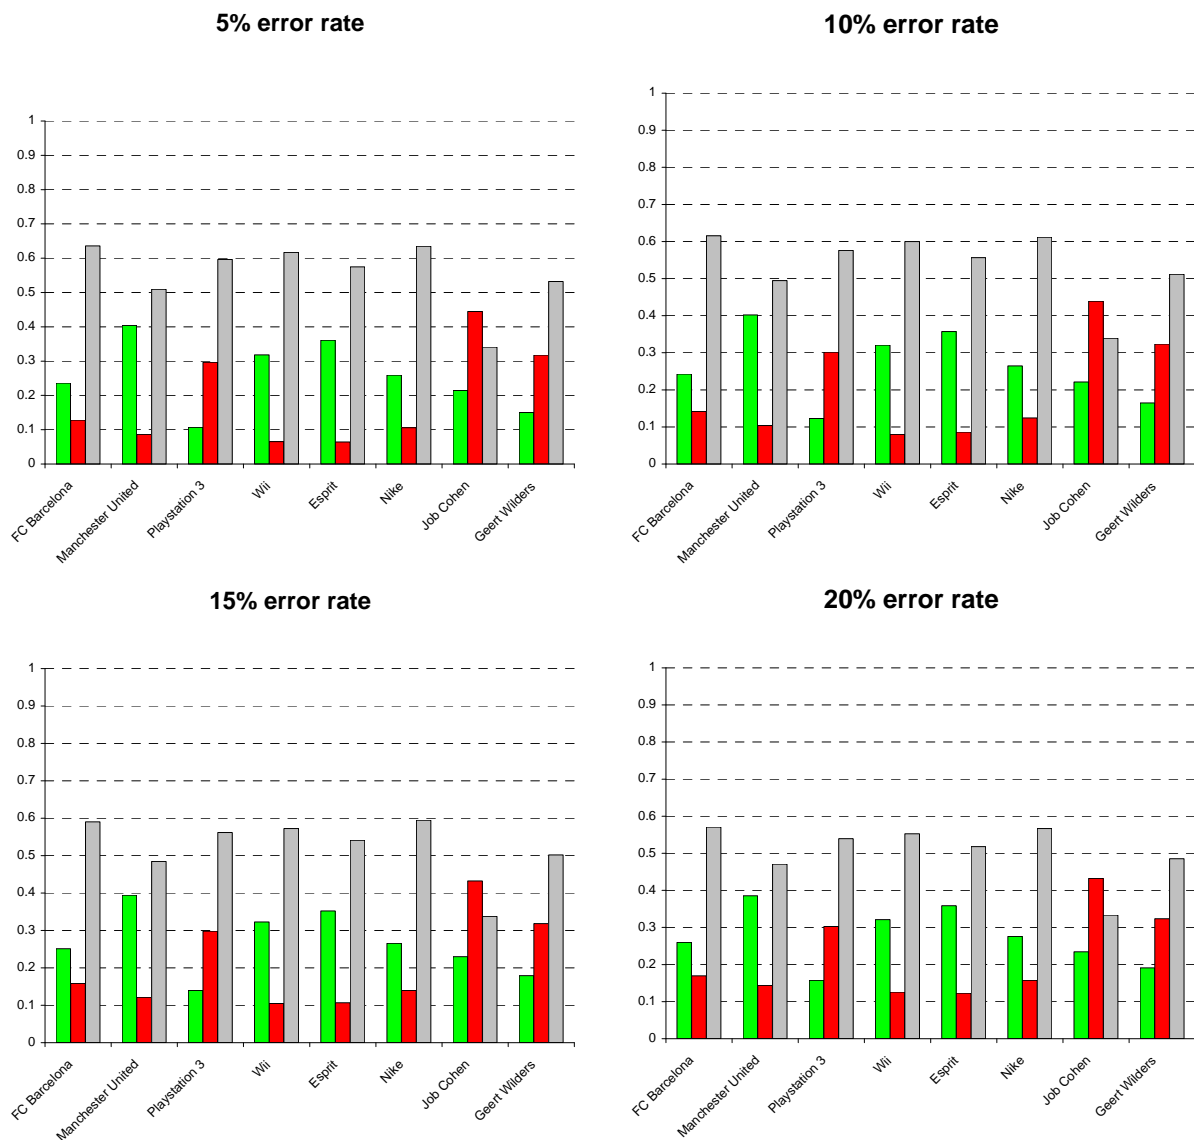 5% error rate
1
0.9
0.8
0.7
0.6
0.5
0.4
0.3
0.2
0.1
0
FC Barcelona
Manchester United
Playstation 3
Wii
Esprit
Nike
Job Cohen
Geert Wilders
10% error rate
1
0.9
0.8
0.7
0.6
0.5
0.4
0.3
0.2
0.1
0
FC Barcelona
Manchester United
Playstation 3
Wii
Esprit
Nike
Job Cohen
Geert Wilders
15% error rate
1
0.9
0.8
0.7
0.6
0.5
0.4
0.3
0.2
0.1
0
FC Barcelona
Manchester United
Playstation 3
Wii
Esprit
Nike
Job Cohen
Geert Wilders
20% error rate
1
0.9
0.8
0.7
0.6
0.5
0.4
0.3
0.2
0.1
0
FC Barcelona
Manchester United
Playstation 3
Wii
Esprit
Nike
Job Cohen
Geert Wilders